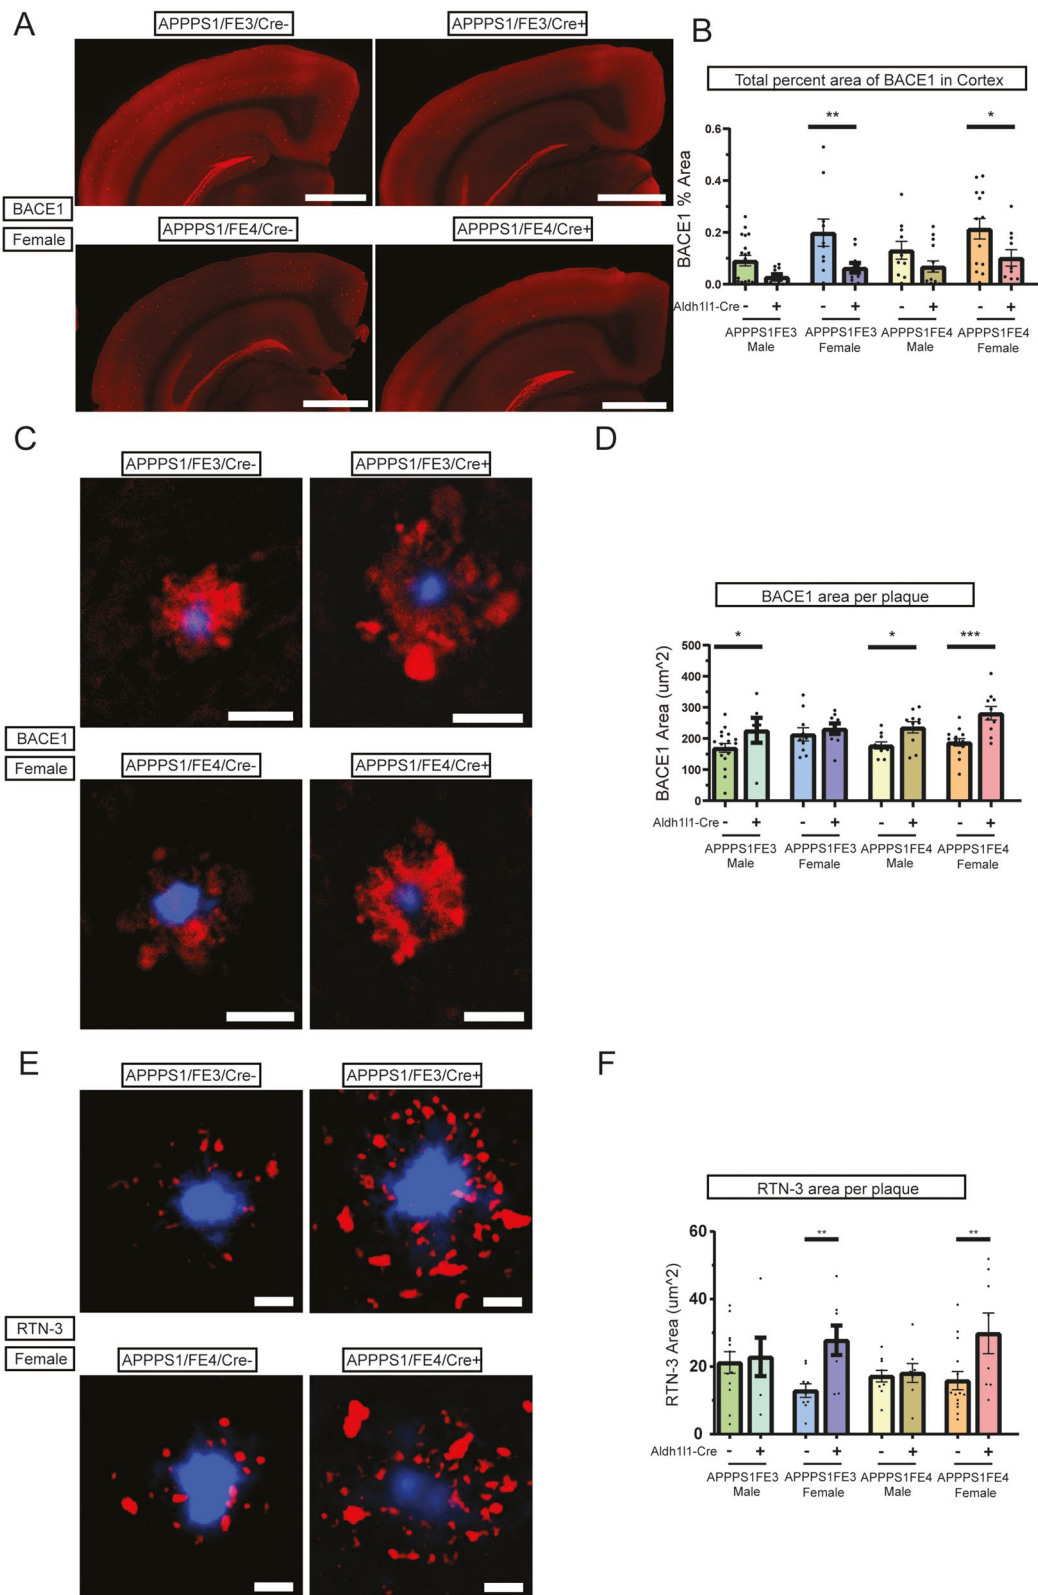 A
APPPS1/FE3/Cre-
APPPS1/FE3/Cre+
BACE1
Female
APPPS1/FE4/Cre-
APPPS1/FE4/Cre+
B
Total percent area of BACE1 in Cortex
**
*
BACE1 % Area
0.6
0.4
0.2
0.0
Aldh1l1-Cre - + - + - + - +
APPPS1FE3 APPPS1FE3 APPPS1FE4 APPPS1FE4
Male Female Male Female
C
APPPS1/FE3/Cre-
APPPS1/FE3/Cre+
BACE1
Female
APPPS1/FE4/Cre-
APPPS1/FE4/Cre+
D
BACE1 area per plaque
* * ***
BACE1 Area (um^2)
500
400
300
200
100
0
Aldh1l1-Cre - + - + - + - +
APPPS1FE3 APPPS1FE3 APPPS1FE4 APPPS1FE4
Male Female Male Female
E
APPPS1/FE3/Cre-
APPPS1/FE3/Cre+
RTN-3
Female
APPPS1/FE4/Cre-
APPPS1/FE4/Cre+
F
RTN-3 area per plaque
** **
RTN-3 Area (um^2)
60
40
20
0
Aldh1l1-Cre - + - + - + - +
APPPS1FE3 APPPS1FE3 APPPS1FE4 APPPS1FE4
Male Female Male Female